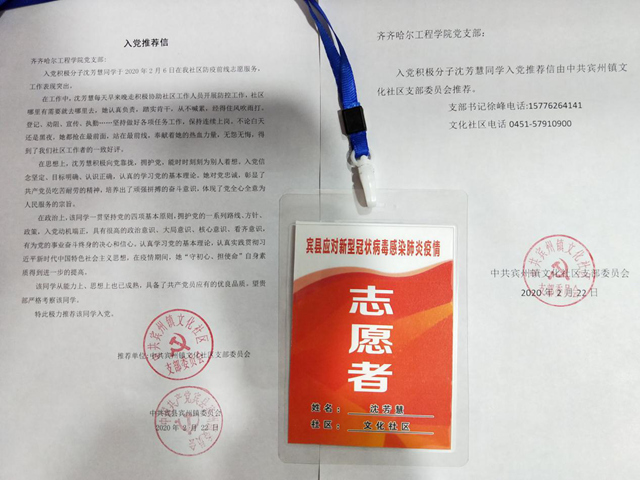 入党推荐信
齐齐哈尔工程学院党支部:
入党积极分子沈芳慧同学于 2020 年 2 月 6 日在我社区防疫前线志愿服务,
工作表现突出。
在工作中,沈芳慧每天早来晚走积极协助社区工作人员开展防控工作,社区
哪里有需要就去哪里去。她认真负责,踏实肯干,从不喊累。经得住风吹雨打。
登记、劝阻、宣传、执勤……坚持做好各项任务工作,保持连续上岗,不论白天
还是黑夜,她都抢在最前面,站在最前线,奉献着她的热血力量,无怨无悔,得
到了我们社区工作者的一致好评。
在思想上,沈芳慧积极向党靠拢,拥护党,能时时刻刻为别人着想。入党信
念坚定、目标明确、认识正确。认真的学习党的基本理论,她对党忠诚,彰显了
共产党员吃苦耐劳的精神,培养出了顽强拼搏的奋斗意识,体现了党全心全意为
人民服务的宗旨。
在政治上,该同学一贯坚持党的四项基本原则,拥护党的一系列路线、方针、
政策,入党动机端正,具有很高的政治意识、大局意识、核心意识、看齐意识,
有为党的事业奋斗终身的决心和信心。认真学习党的基本理论,认真实践贯彻习
近平新时代中国特色社会主义思想,在疫情期间,她“守初心、担使命”自身素
质得到进一步的提高。
该同学从能力上、思想上也已成熟,具备了共产党员应有的优良品质。望贵
部严格考察该同学。
特此极力推荐该同学入党。
推荐单位:中共宾州镇文化社区支部委员会
中共宾县宾州镇委员会
2020 年 2 月 22 日
中共宾州镇文化社区
支部委员会
齐齐哈尔工程学院党支部:
入党积极分子沈芳慧同学入党推荐信由中共宾州镇文
化社区支部委员会推荐。
支部书记徐峰电话:15776264141
文化社区电话 0451-57910900
中共宾州镇文化社区支部委员会
2020 年 2 月 22 日
宾县应对新型冠状病毒感染肺炎疫情
志愿者
姓名: 沈芳慧
社区: 文化社区